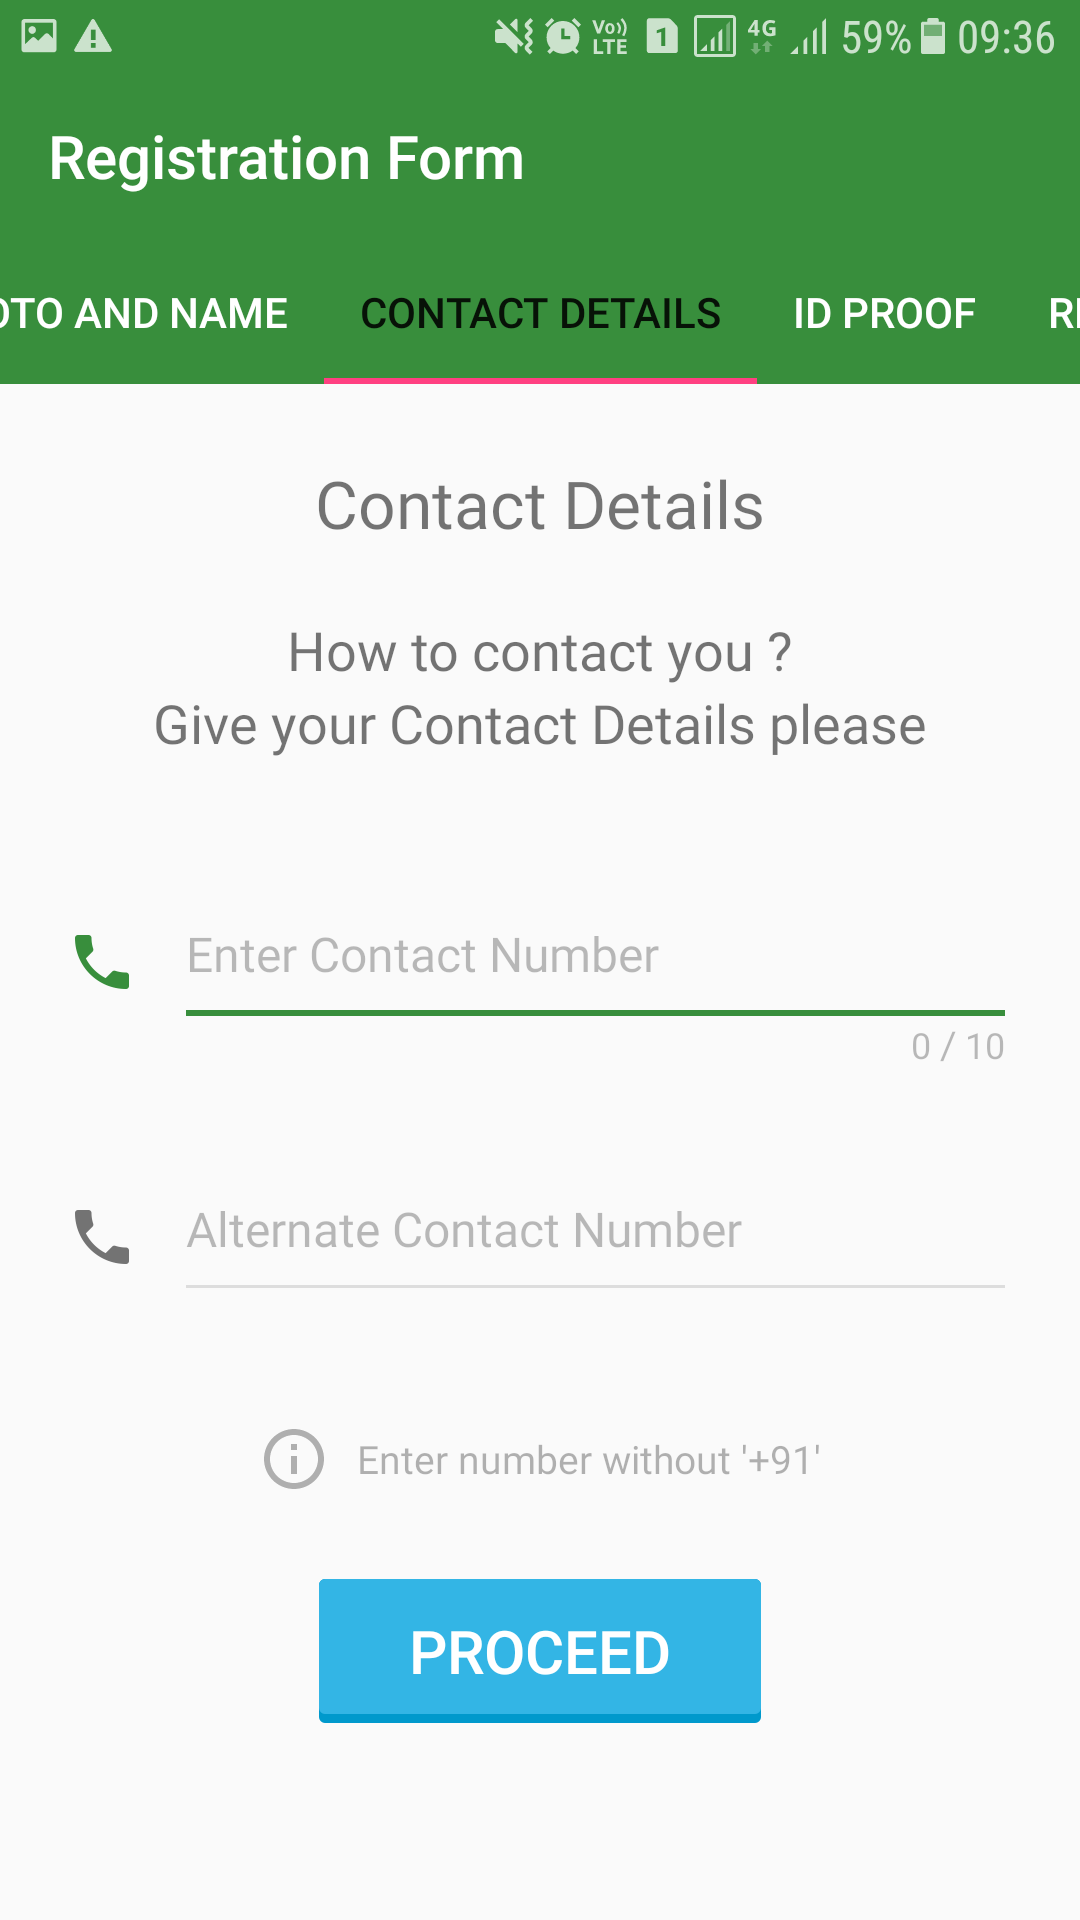 Vo)) LTE 1 4G 59% 09:36
Registration Form
OTO AND NAME CONTACT DETAILS ID PROOF
Contact Details
How to contact you ?
Give your Contact Details please
Enter Contact Number
0 / 10
Alternate Contact Number
Enter number without '+91'
PROCEED